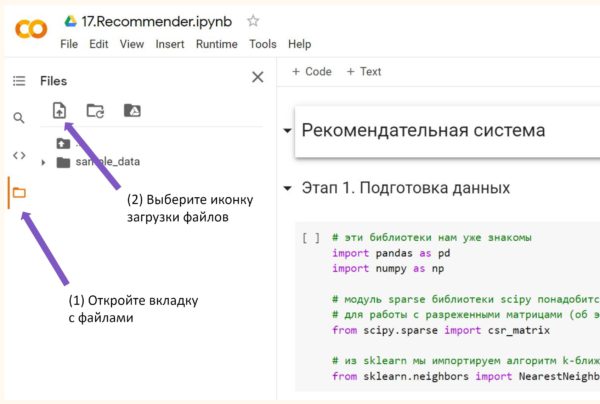 17.Recommender.ipynb
File Edit View Insert Runtime Tools Help
Files
+ Code + Text
..
sample_data
(2) Выберите иконку
загрузки файлов
(1) Откройте вкладку
с файлами
Рекомендательная система
Этап 1. Подготовка данных
[ ] # эти библиотеки нам уже знакомы
import pandas as pd
import numpy as np
# модуль sparse библиотеки scipy понадобитс
# для работы с разреженными матрицами (об э
from scipy.sparse import csr_matrix
# из sklearn мы импортируем алгоритм k-ближ
from sklearn.neighbors import NearestNeighb